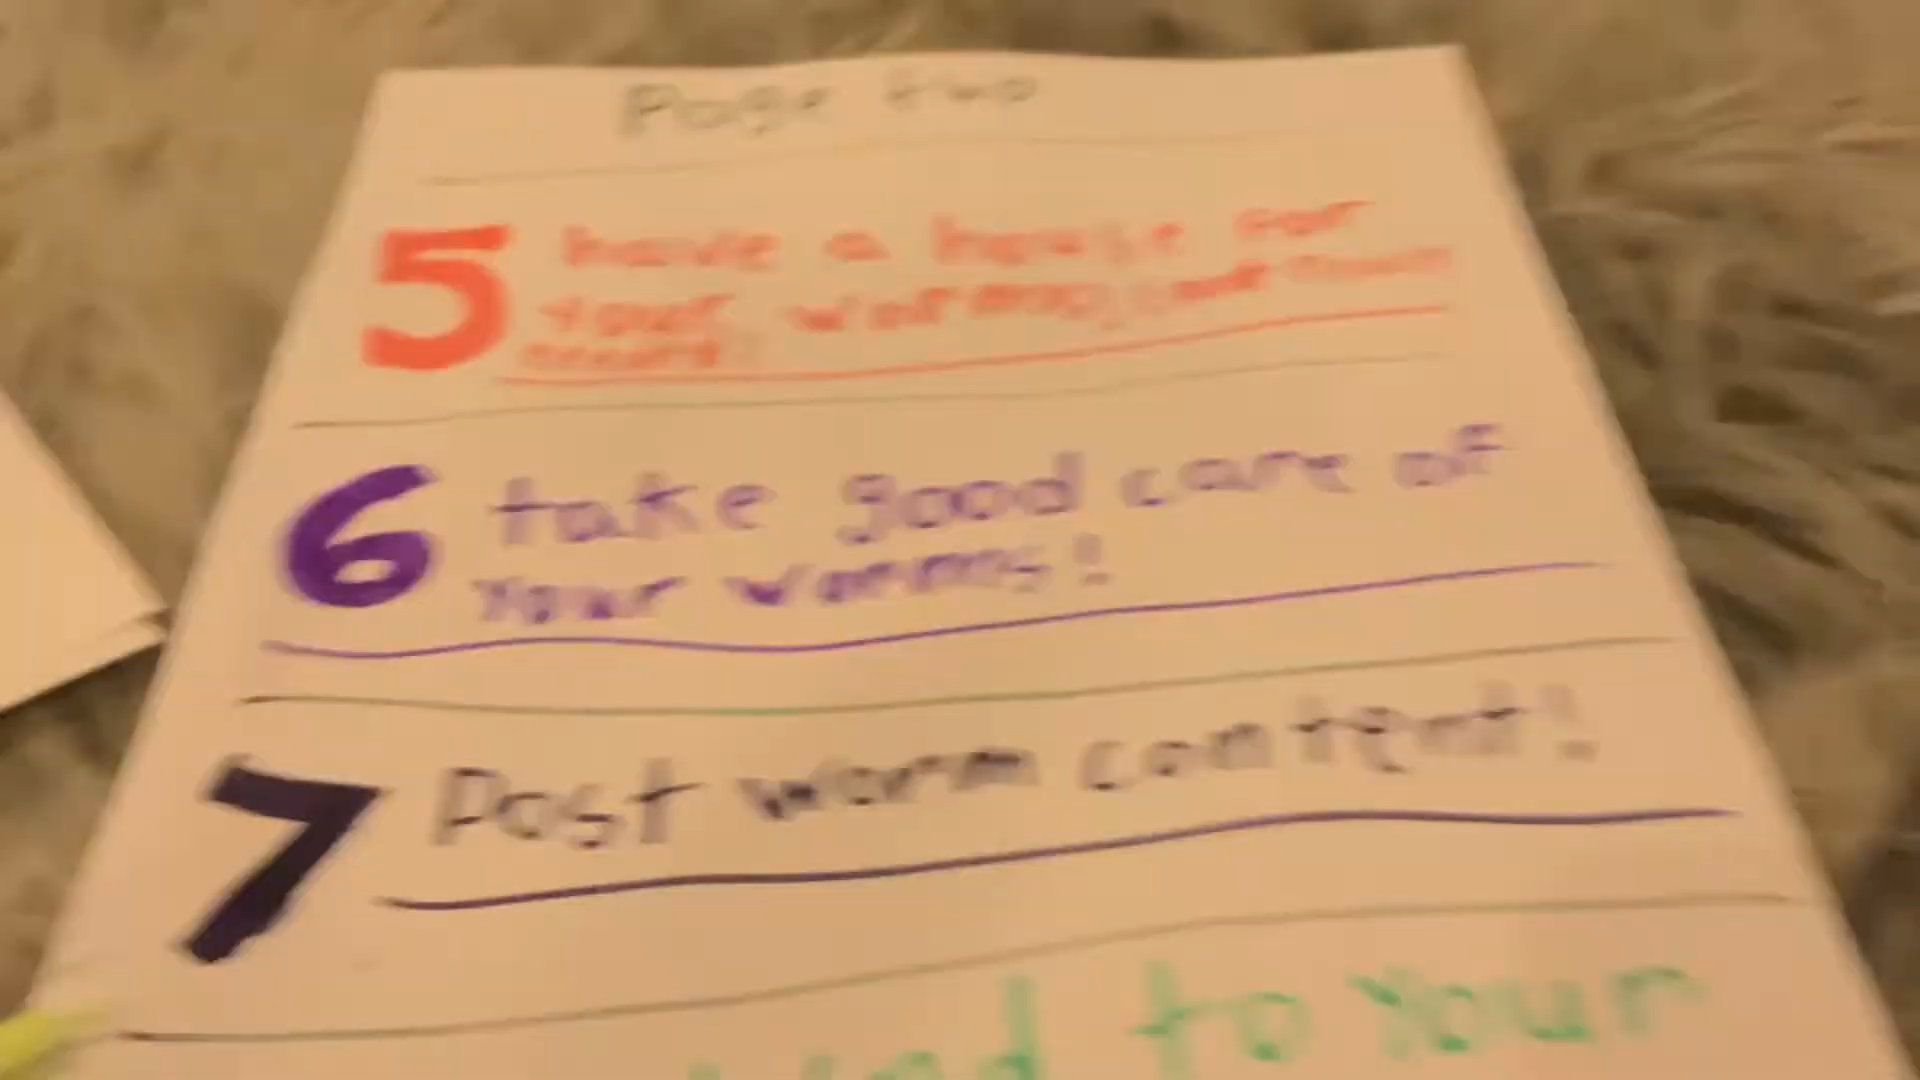 Page two
5 have a house for
your worms,
6 take good care of
your worms!
7 Post worm content!
to your